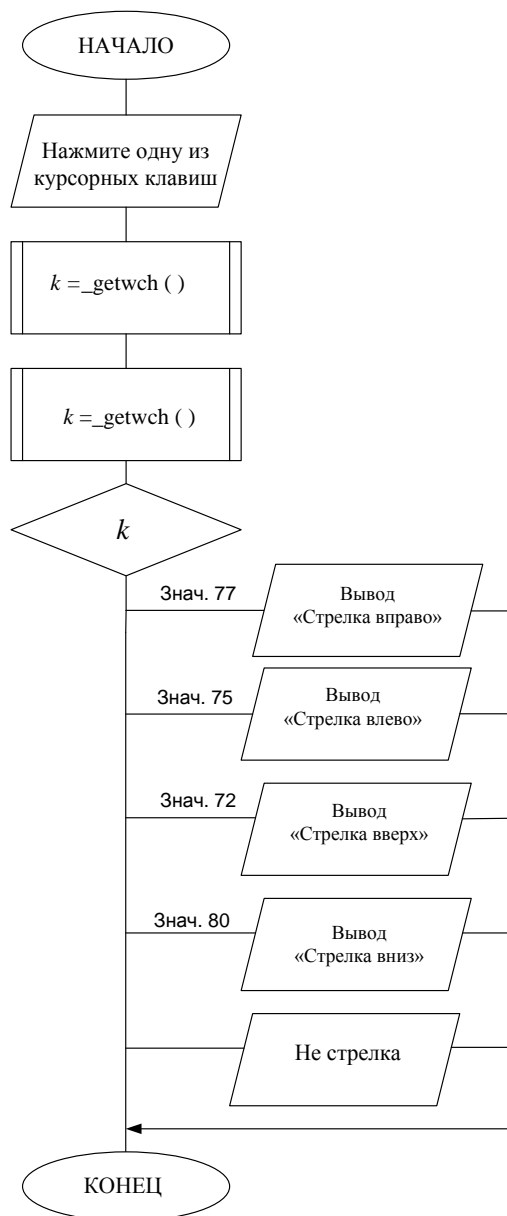 НАЧАЛО
Нажмите одну из
курсорных клавиш
k =_getwch ( )
k =_getwch ( )
k
Знач. 77
Вывод
«Стрелка вправо»
Знач. 75
Вывод
«Стрелка влево»
Знач. 72
Вывод
«Стрелка вверх»
Знач. 80
Вывод
«Стрелка вниз»
Не стрелка
КОНЕЦ